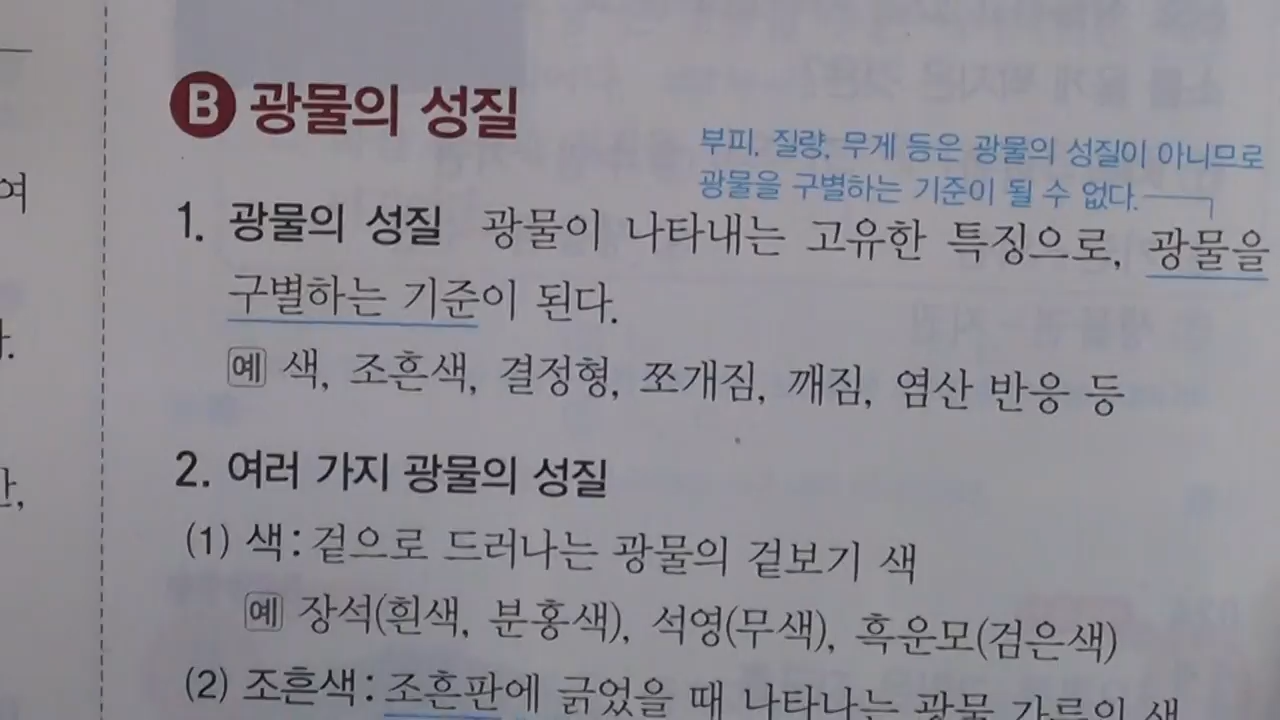 B 광물의 성질
부피, 질량, 무게 등은 광물의 성질이 아니므로
광물을 구별하는 기준이 될 수 없다.
1. 광물의 성질 광물이 나타내는 고유한 특징으로, 광물을
구별하는 기준이 된다.
예 색, 조흔색, 결정형, 쪼개짐, 깨짐, 염산 반응 등
2. 여러 가지 광물의 성질
(1) 색: 겉으로 드러나는 광물의 겉보기 색
예 장석(흰색, 분홍색), 석영(무색), 흑운모(검은색)
(2) 조흔색: 조흔판에 긁었을 때 나타나는 광물 가루의 색
여